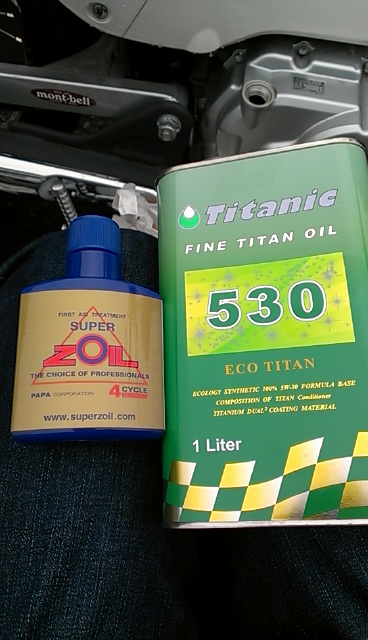 mont-bell
Titanic
FINE TITAN OIL
530
ECO TITAN
ECOLOGY SYNTHETIC 100% 5W-30 FORMULA BASE
COMPOSITION OF TITAN Conditioner
TITANIUM DUAL² COATING MATERIAL
1 Liter
FIRST AID TREATMENT
SUPER
ZOIL
THE CHOICE OF PROFESSIONALS
PAPA CORPORATION
4 CYCLE
www.superzoil.com